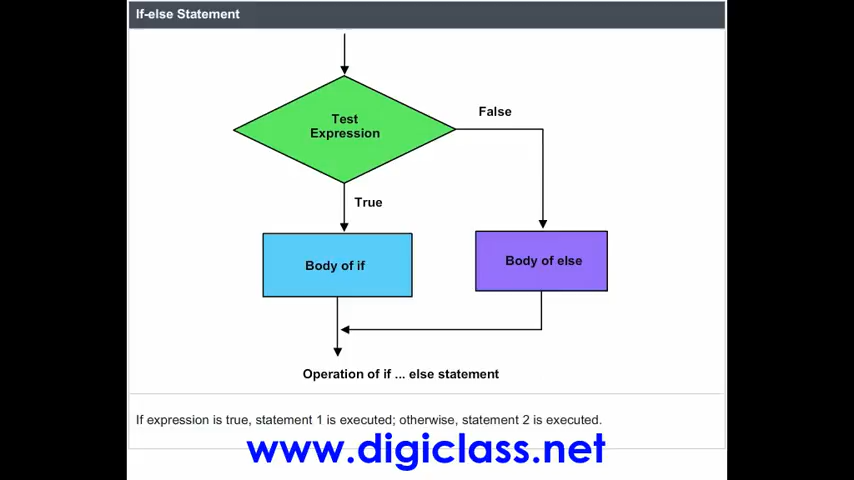 If-else Statement
Test
Expression
False
True
Body of if
Body of else
Operation of if ... else statement
If expression is true, statement 1 is executed; otherwise, statement 2 is executed.
www.digiclass.net